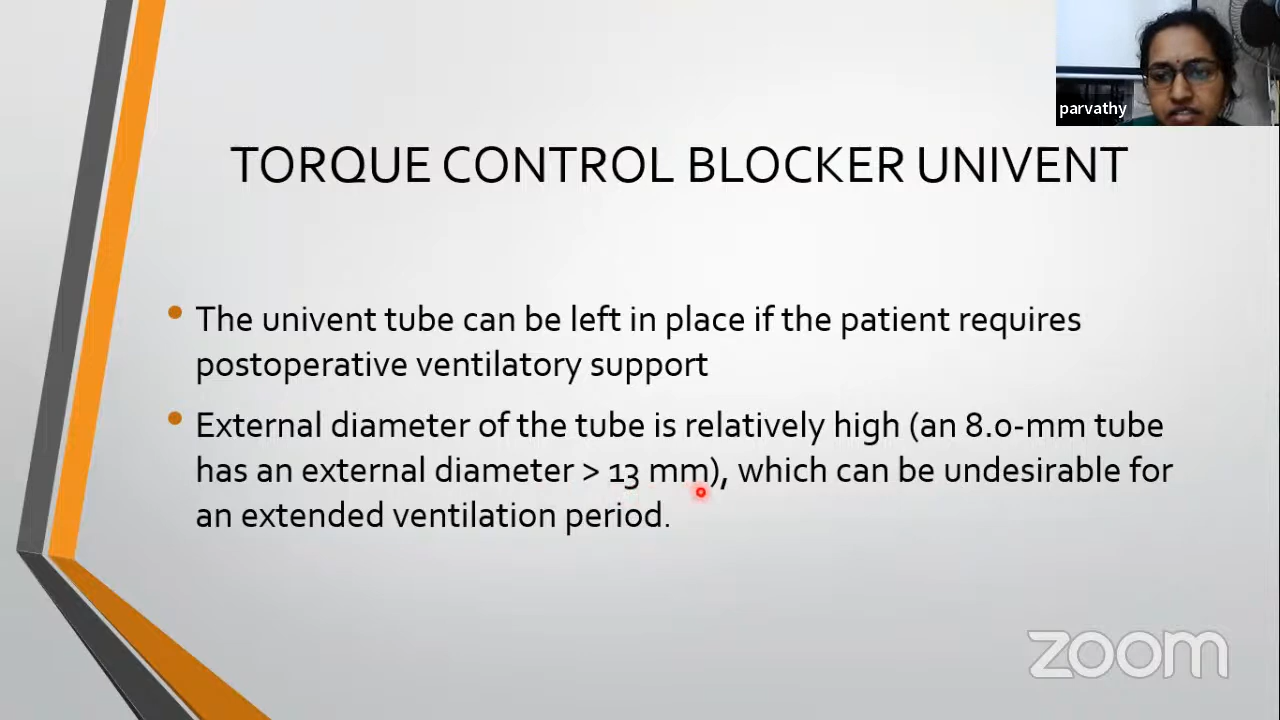 parvathy
TORQUE CONTROL BLOCKER UNIVENT
• The univent tube can be left in place if the patient requires
postoperative ventilatory support
• External diameter of the tube is relatively high (an 8.0-mm tube
has an external diameter > 13 mm), which can be undesirable for
an extended ventilation period.
zoom